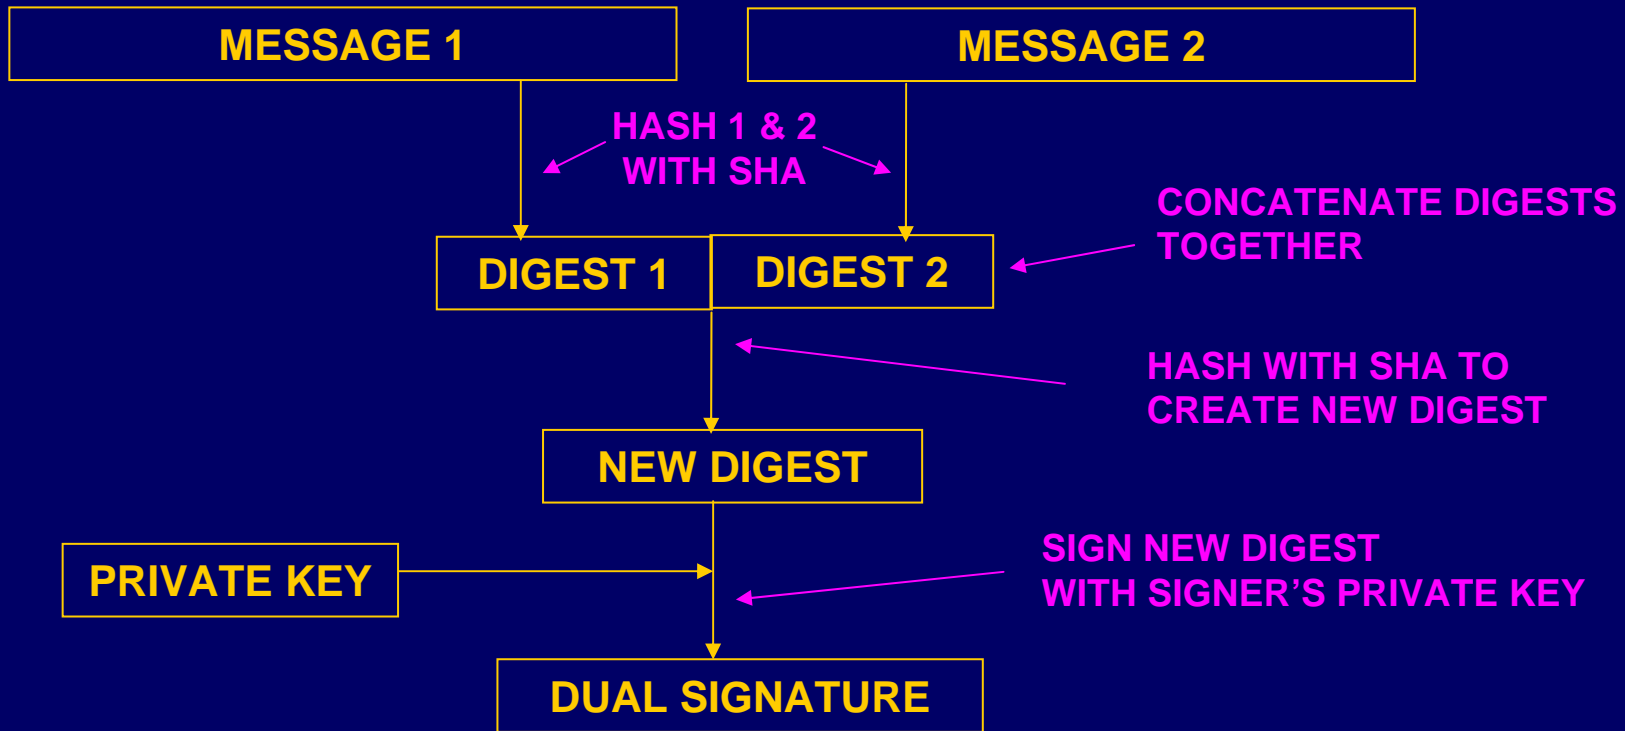 MESSAGE 1
MESSAGE 2
HASH 1 & 2
WITH SHA
CONCATENATE DIGESTS
TOGETHER
DIGEST 1
DIGEST 2
HASH WITH SHA TO
CREATE NEW DIGEST
NEW DIGEST
SIGN NEW DIGEST
WITH SIGNER’S PRIVATE KEY
PRIVATE KEY
DUAL SIGNATURE